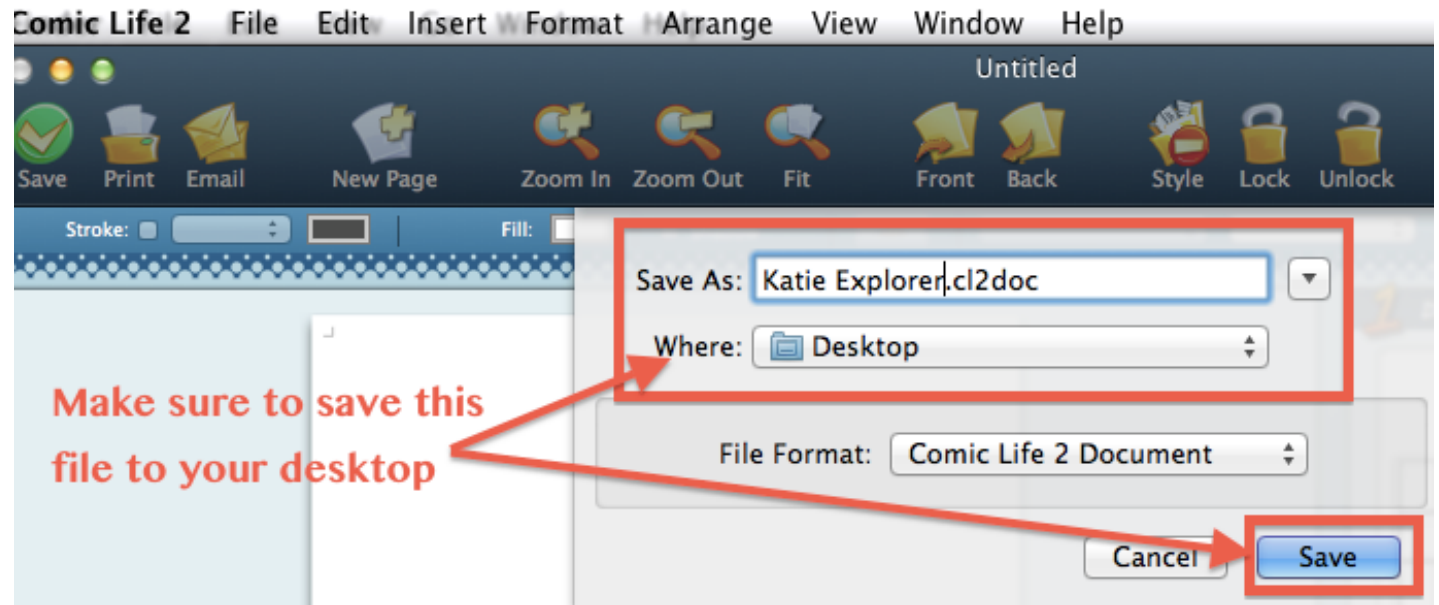 Comic Life 2 File Edit Insert Format Arrange View Window Help
Untitled
Save Print Email New Page Zoom In Zoom Out Fit Front Back Style Lock Unlock
Stroke: Fill:
Save As: Katie Explorer.cl2doc
Where: Desktop
Make sure to save this
file to your desktop
File Format: Comic Life 2 Document
Cancel Save